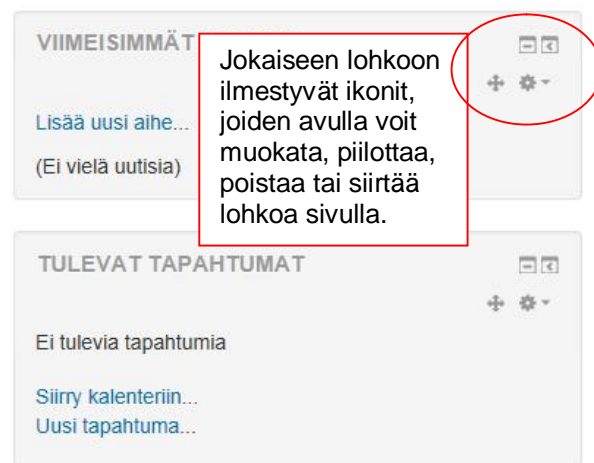 VIIMEISIMMÄT
Jokaiseen lohkoon
ilmestyvät ikonit,
joiden avulla voit
muokata, piilottaa,
poistaa tai siirtää
lohkoa sivulla.
Lisää uusi aihe...
(Ei vielä uutisia)
TULEVAT TAPAHTUMAT
Ei tulevia tapahtumia
Siirry kalenteriin...
Uusi tapahtuma...